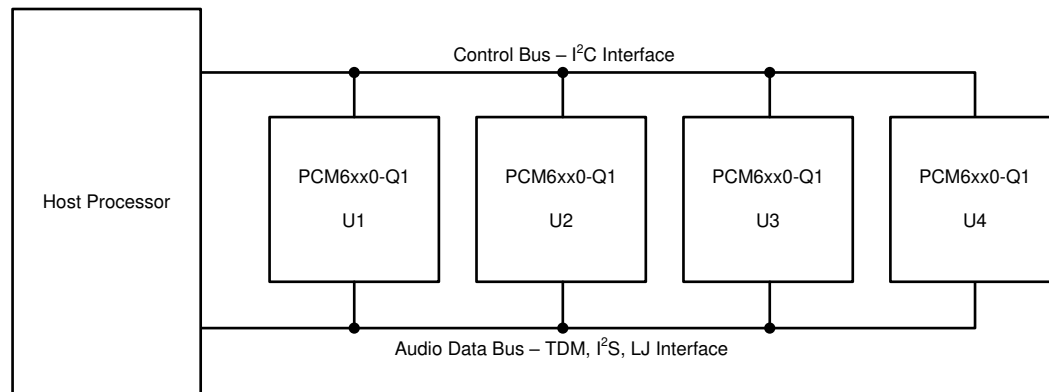 Control Bus – I²C Interface
Host Processor
PCM6xx0-Q1
U1
PCM6xx0-Q1
U2
PCM6xx0-Q1
U3
PCM6xx0-Q1
U4
Audio Data Bus – TDM, I²S, LJ Interface